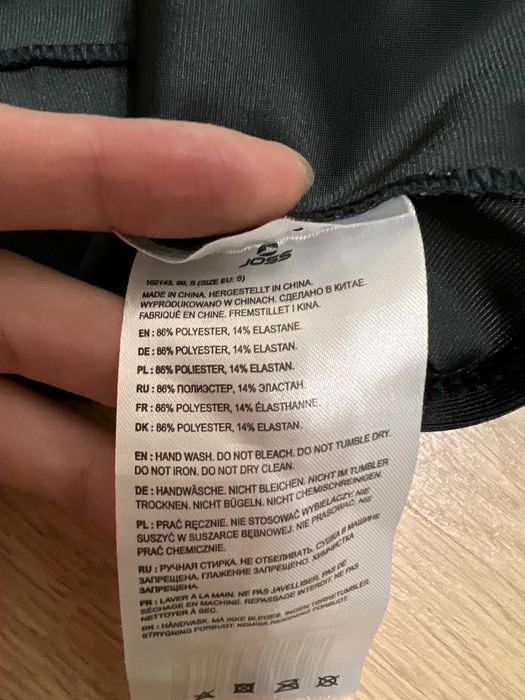 JOSS
102143, 99, S (SIZE EU: S)
MADE IN CHINA. HERGESTELLT IN CHINA.
WYPRODUKOWANO W CHINACH. СДЕЛАНО В КИТАЕ.
FABRIQUÉ EN CHINE. FREMSTILLET I KINA.
EN : 86% POLYESTER, 14% ELASTANE.
DE : 86% POLYESTER, 14% ELASTAN.
PL : 86% POLIESTER, 14% ELASTAN.
RU : 86% ПОЛИЭСТЕР, 14% ЭЛАСТАН.
FR : 86% POLYESTER, 14% ÉLASTHANNE.
DK : 86% POLYESTER, 14% ELASTAN.
EN : HAND WASH. DO NOT BLEACH. DO NOT TUMBLE DRY.
DO NOT IRON. DO NOT DRY CLEAN.
DE : HANDWÄSCHE. NICHT BLEICHEN. NICHT IM TUMBLER
TROCKNEN. NICHT BÜGELN. NICHT CHEMISCHREINIGEN.
PL : PRAĆ RĘCZNIE. NIE STOSOWAĆ WYBIELACZY. NIE
SUSZYĆ W SUSZARCE BĘBNOWEJ. NIE PRASOWAĆ. NIE
PRAĆ CHEMICZNIE.
RU : РУЧНАЯ СТИРКА. НЕ ОТБЕЛИВАТЬ. СУШКА В МАШИНЕ
ЗАПРЕЩЕНА. ГЛАЖЕНИЕ ЗАПРЕЩЕНО. ХИМЧИСТКА
ЗАПРЕЩЕНА.
FR : LAVER À LA MAIN. NE PAS JAVELLISER. PAS DE
SÉCHAGE EN MACHINE. REPASSAGE INTERDIT. NE PAS
NETTOYER À SEC.
DK : HÅNDVASK. MÅ IKKE BLEGES. INGEN TØRRETUMBLER.
STRYGNING FORBUDT. KEMISK RENSNING FORBUDT.